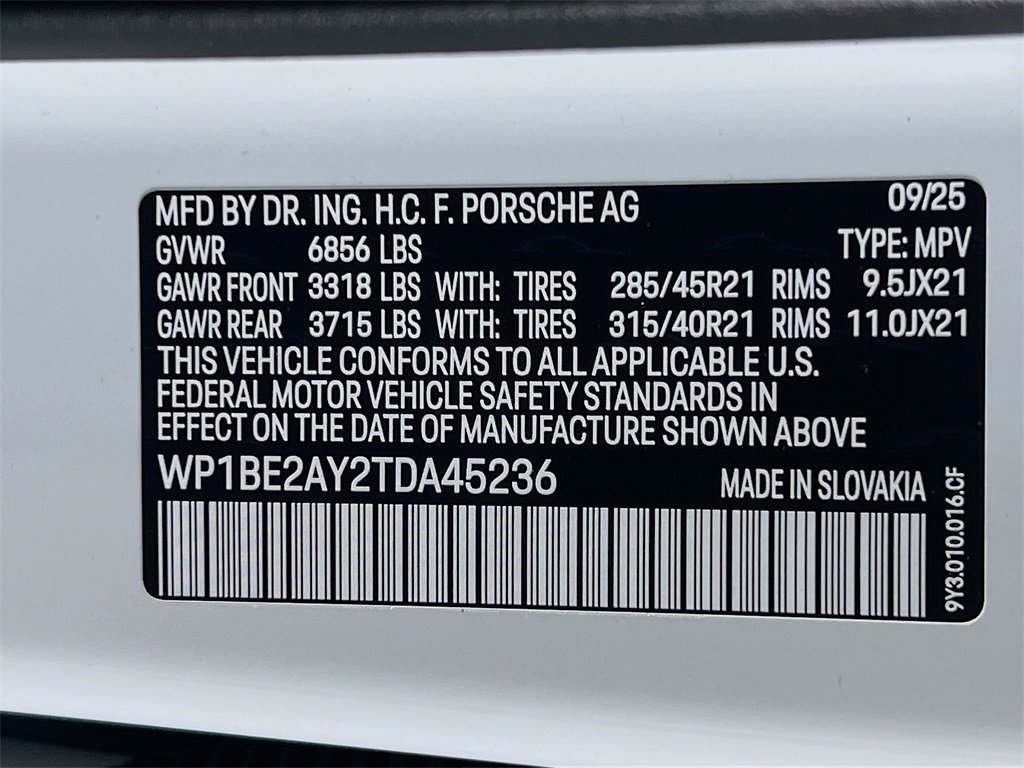 MFD BY DR. ING. H.C. F. PORSCHE AG 09/25
GVWR 6856 LBS TYPE: MPV
GAWR FRONT 3318 LBS WITH: TIRES 285/45R21 RIMS 9.5JX21
GAWR REAR 3715 LBS WITH: TIRES 315/40R21 RIMS 11.0JX21
THIS VEHICLE CONFORMS TO ALL APPLICABLE U.S.
FEDERAL MOTOR VEHICLE SAFETY STANDARDS IN
EFFECT ON THE DATE OF MANUFACTURE SHOWN ABOVE
WP1BE2AY2TDA45236 MADE IN SLOVAKIA
9Y3.010.016.CF